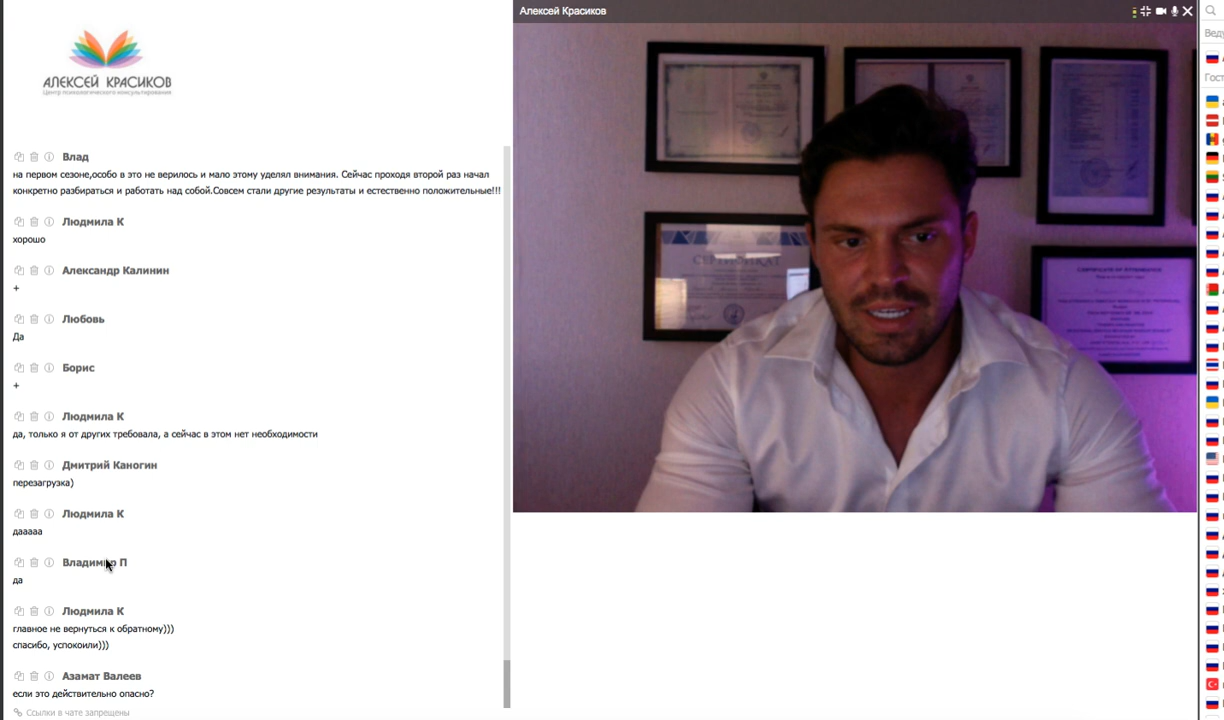 АЛЕКСЕЙ КРАСИКОВ
Центр психологического консультирования
Влад
на первом сезоне,особо в это не верилось и мало этому уделял внимания. Сейчас проходя второй раз начал
конкретно разбираться и работать над собой.Совсем стали другие результаты и естественно положительные!!!
Людмила К
хорошо
Александр Калинин
+
Любовь
Да
Борис
+
Людмила К
да, только я от других требовала, а сейчас в этом нет необходимости
Дмитрий Каногин
перезагрузка)
Людмила К
дааааа
Владимир П
да
Людмила К
главное не вернуться к обратному)))
спасибо, успокоили)))
Азамат Валеев
если это действительно опасно?
Ссылки в чате запрещены
Алексей Красиков
СЕРТИФИКАТ